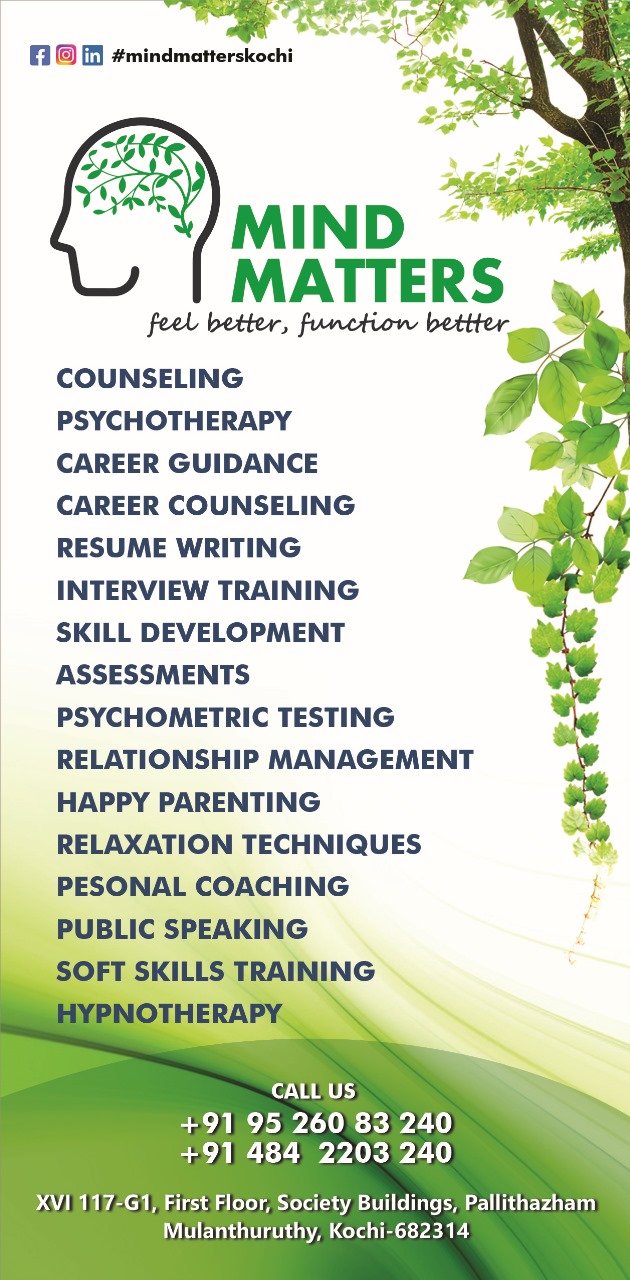 #mindmatterskochi
MIND
MATTERS
feel better, function bettter
COUNSELING
PSYCHOTHERAPY
CAREER GUIDANCE
CAREER COUNSELING
RESUME WRITING
INTERVIEW TRAINING
SKILL DEVELOPMENT
ASSESSMENTS
PSYCHOMETRIC TESTING
RELATIONSHIP MANAGEMENT
HAPPY PARENTING
RELAXATION TECHNIQUES
PESONAL COACHING
PUBLIC SPEAKING
SOFT SKILLS TRAINING
HYPNOTHERAPY
CALL US
+91 95 260 83 240
+91 484 2203 240
XVI 117-G1, First Floor, Society Buildings, Pallithazham
Mulanthuruthy, Kochi-682314